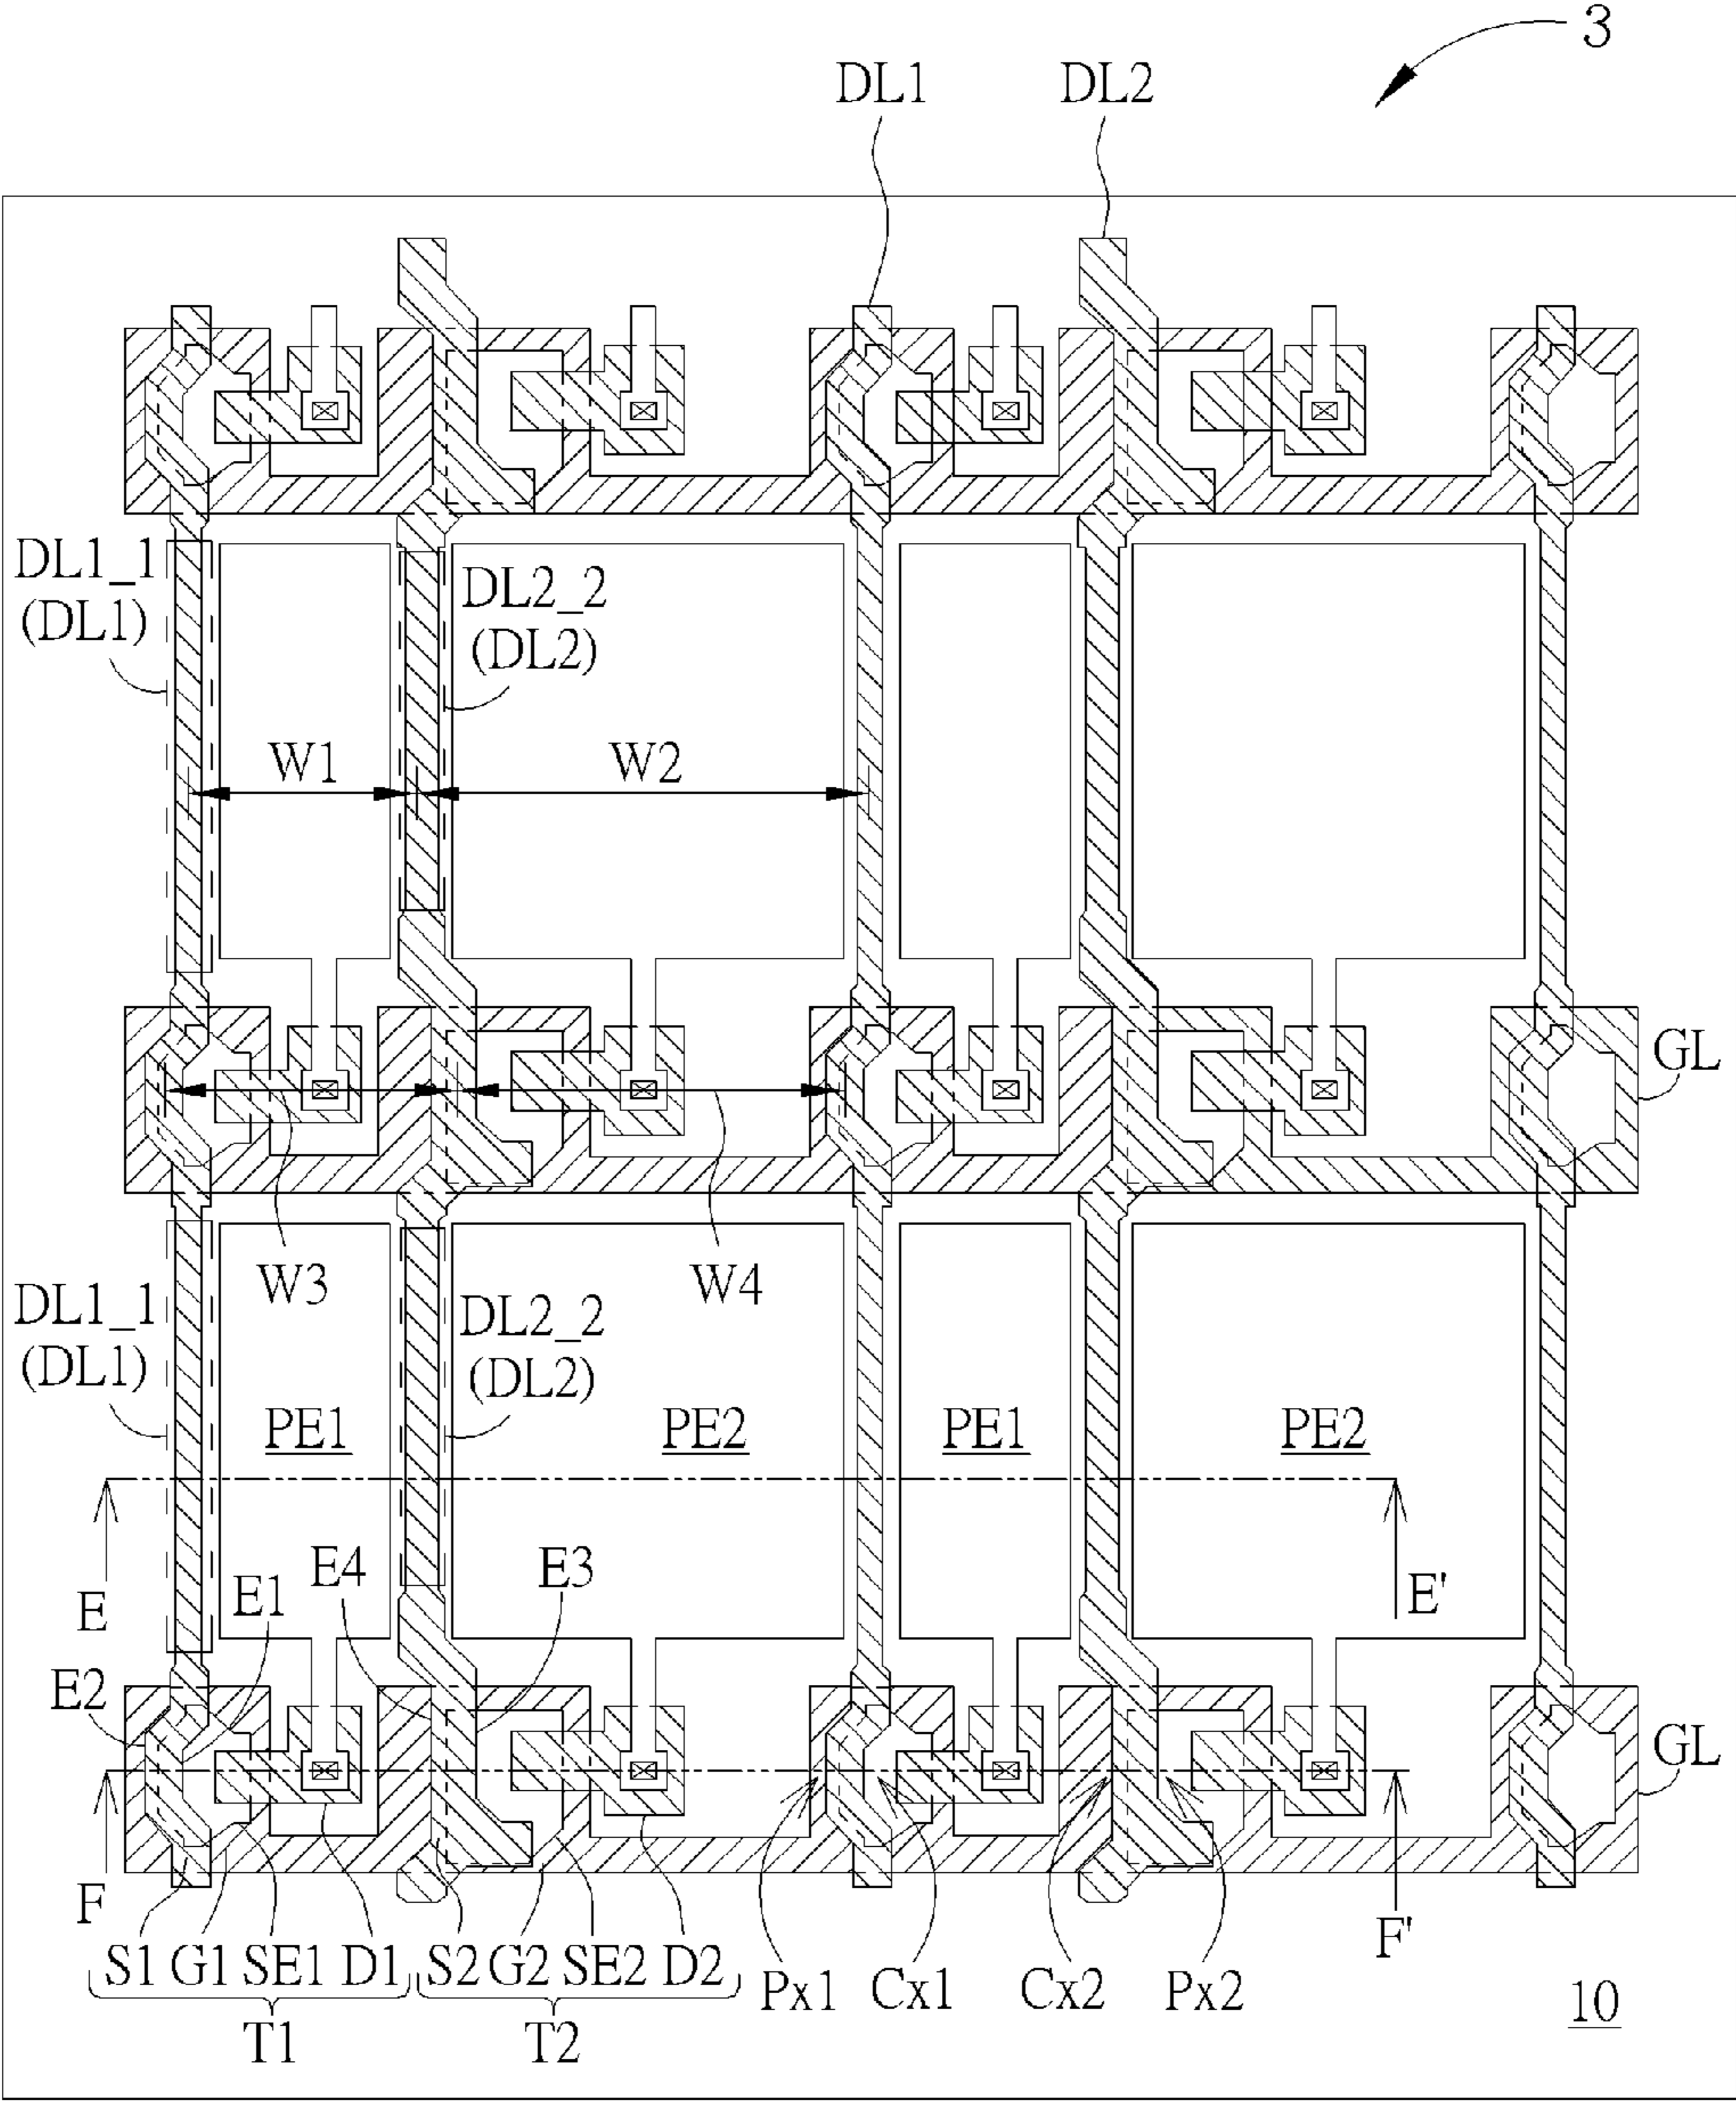 3
DL1 DL2
DL1_1
(DL1)
DL2_2
(DL2)
W1 W2
GL
W3 W4
DL1_1
(DL1)
DL2_2
(DL2)
PE1 PE2 PE1 PE2
E E'
E4 E3
E1
E2
GL
F F'
S1 G1 SE1 D1 S2 G2 SE2 D2 Px1 Cx1 Cx2 Px2
T1 T2
10